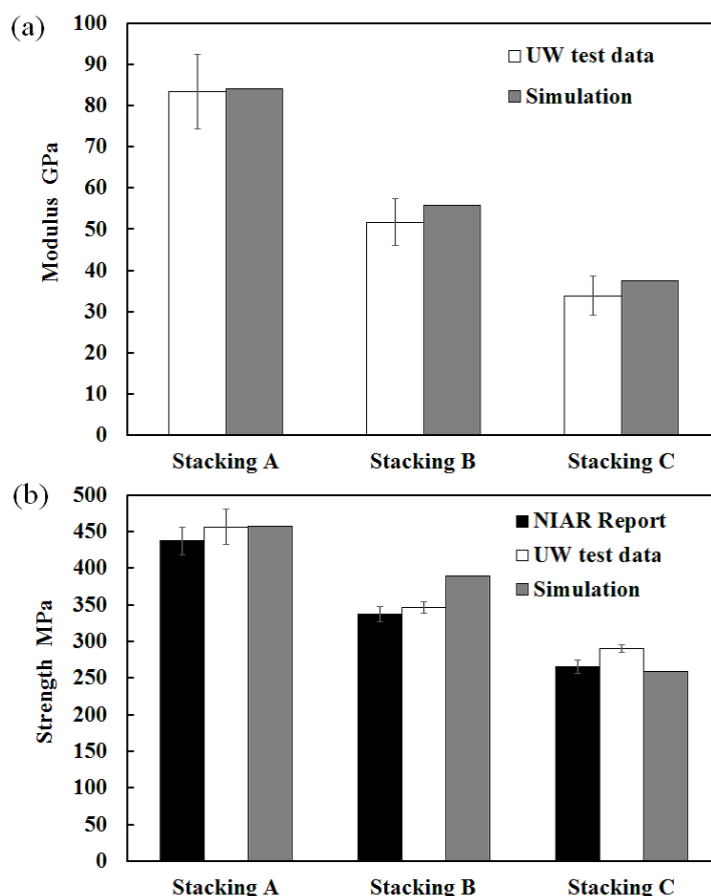 (a)
100
90
80
70
60
50
40
30
20
10
0
Modulus GPa
UW test data
Simulation
Stacking A
Stacking B
Stacking C
(b)
500
450
400
350
300
250
200
150
100
50
0
Strength MPa
NIAR Report
UW test data
Simulation
Stacking A
Stacking B
Stacking C